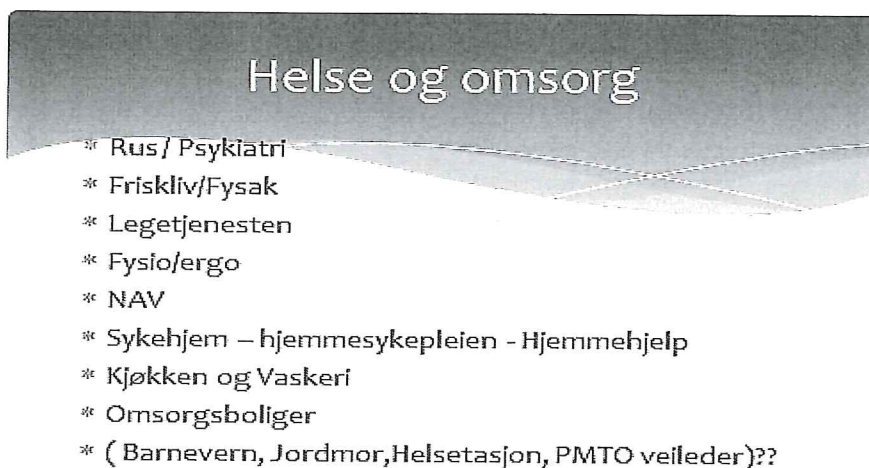 Helse og omsorg
* Rus/ Psykiatri
* Friskliv/Fysak
* Legetjenesten
* Fysio/ergo
* NAV
* Sykehjem – hjemmesykepleien - Hjemmehjelp
* Kjøkken og Vaskeri
* Omsorgsboliger
* ( Barnevern, Jordmor,Helsetasjon, PMTO veileder)??